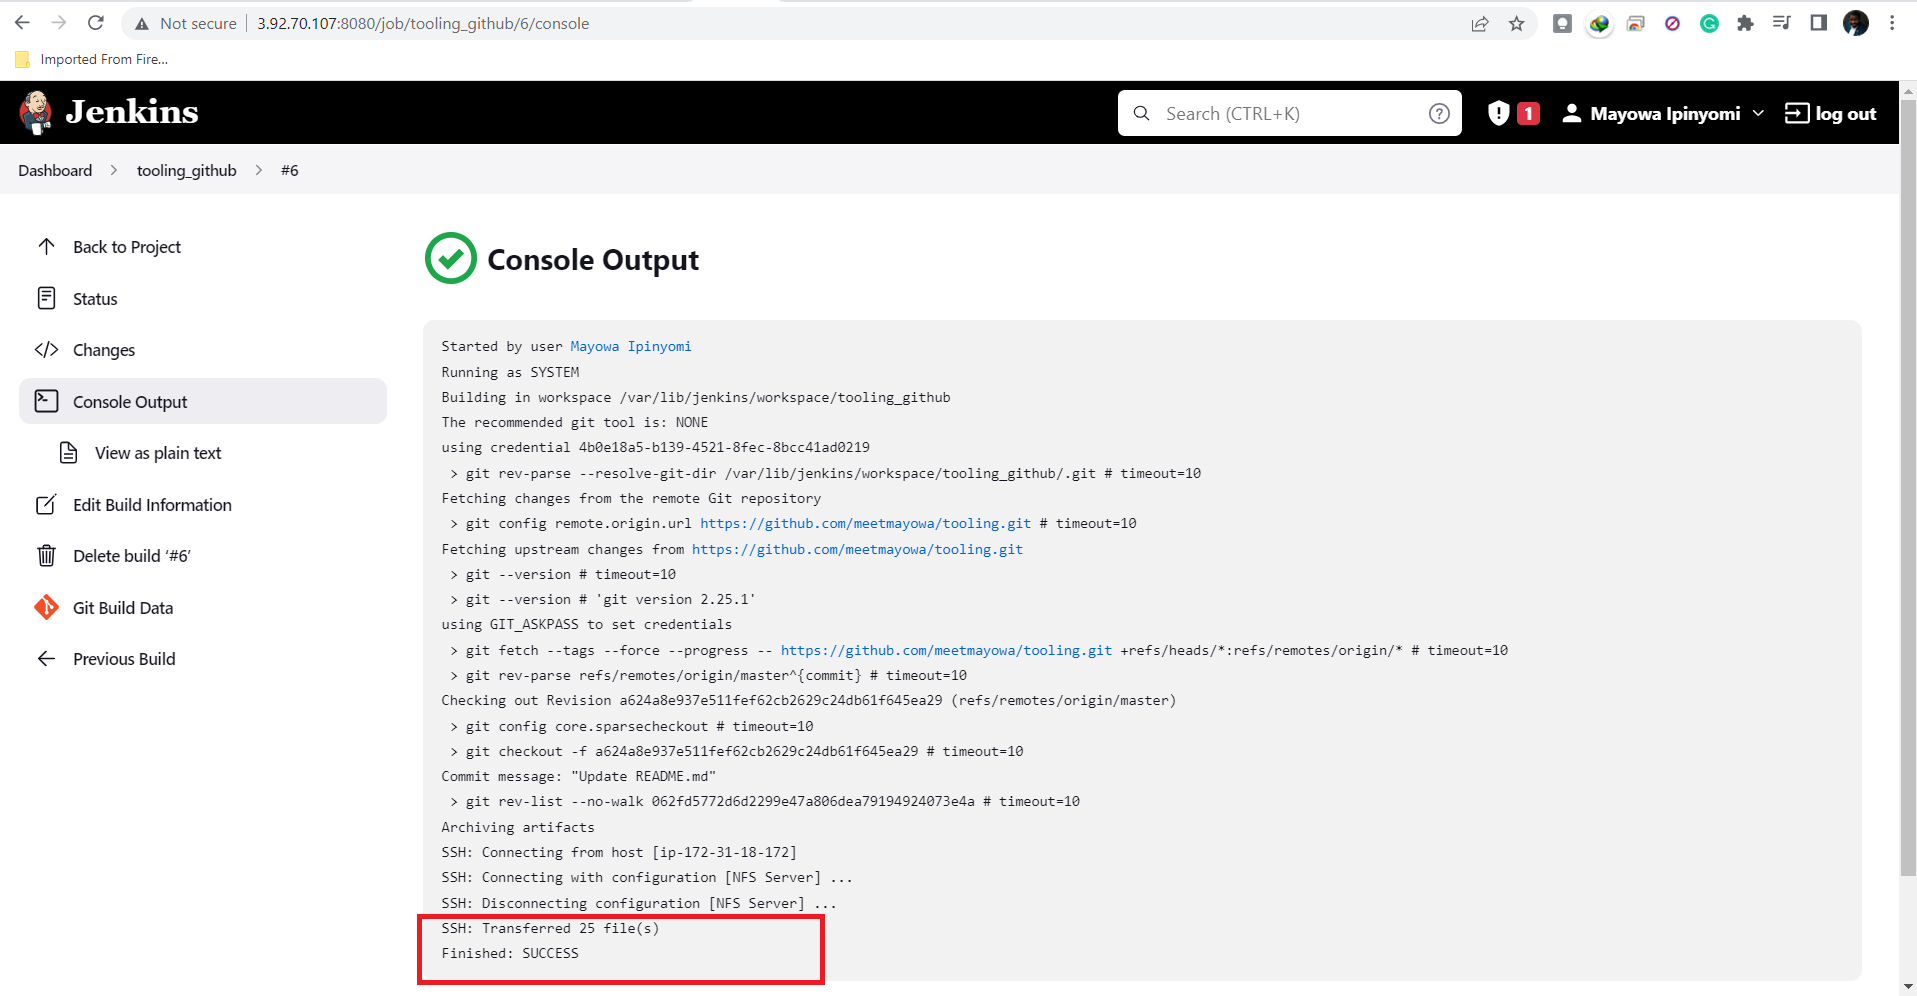 Not secure 3.92.70.107:8080/job/tooling_github/6/console
Imported From Fire...
Jenkins
Search (CTRL+K)
?
1
Mayowa Ipinyomi
log out
Dashboard > tooling_github > #6
Back to Project
Status
Changes
Console Output
View as plain text
Edit Build Information
Delete build ‘#6’
Git Build Data
Previous Build
Console Output
Started by user Mayowa Ipinyomi
Running as SYSTEM
Building in workspace /var/lib/jenkins/workspace/tooling_github
The recommended git tool is: NONE
using credential 4b0e18a5-b139-4521-8fec-8bcc41ad0219
> git rev-parse --resolve-git-dir /var/lib/jenkins/workspace/tooling_github/.git # timeout=10
Fetching changes from the remote Git repository
> git config remote.origin.url https://github.com/meetmayowa/tooling.git # timeout=10
Fetching upstream changes from https://github.com/meetmayowa/tooling.git
> git --version # timeout=10
> git --version # 'git version 2.25.1'
using GIT_ASKPASS to set credentials
> git fetch --tags --force --progress -- https://github.com/meetmayowa/tooling.git +refs/heads/*:refs/remotes/origin/* # timeout=10
> git rev-parse refs/remotes/origin/master^{commit} # timeout=10
Checking out Revision a624a8e937e511fef62cb2629c24db61f645ea29 (refs/remotes/origin/master)
> git config core.sparsecheckout # timeout=10
> git checkout -f a624a8e937e511fef62cb2629c24db61f645ea29 # timeout=10
Commit message: "Update README.md"
> git rev-list --no-walk 062fd5772d6d2299e47a806dea79194924073e4a # timeout=10
Archiving artifacts
SSH: Connecting from host [ip-172-31-18-172]
SSH: Connecting with configuration [NFS Server] ...
SSH: Disconnecting configuration [NFS Server] ...
SSH: Transferred 25 file(s)
Finished: SUCCESS